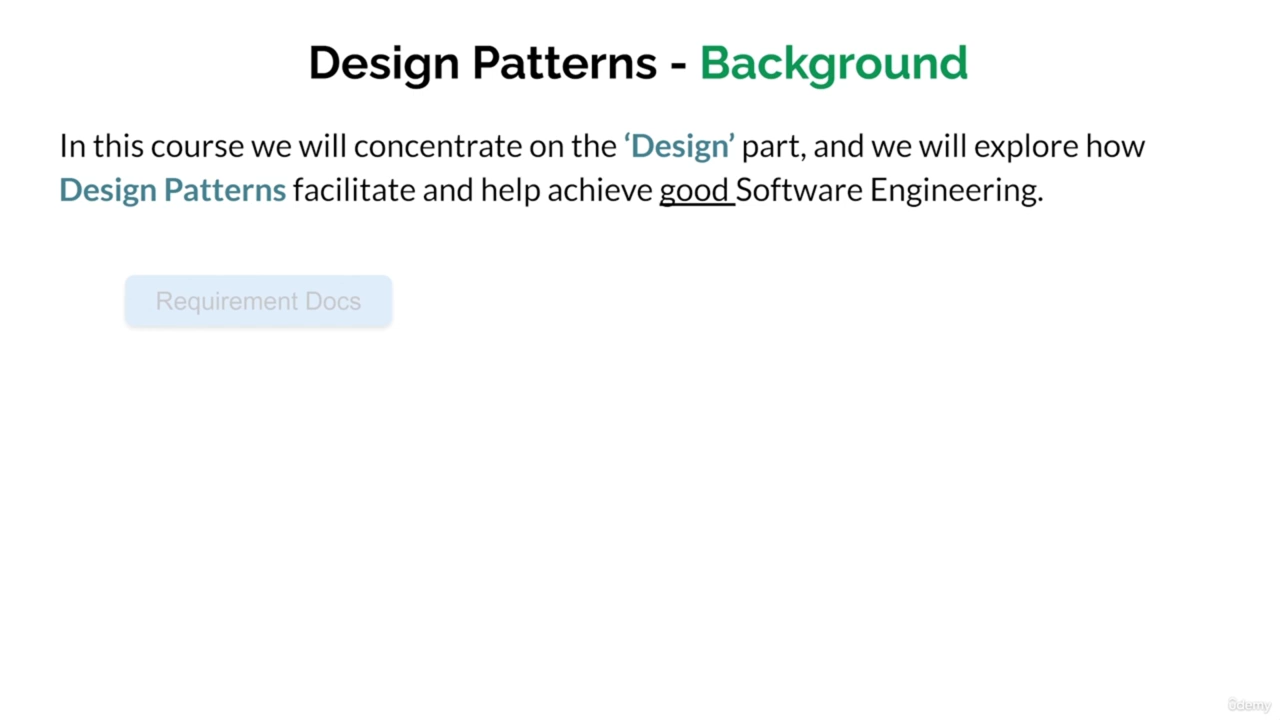 Design Patterns - Background
In this course we will concentrate on the ‘Design’ part, and we will explore how
Design Patterns facilitate and help achieve good Software Engineering.
Requirement Docs
ûdemy